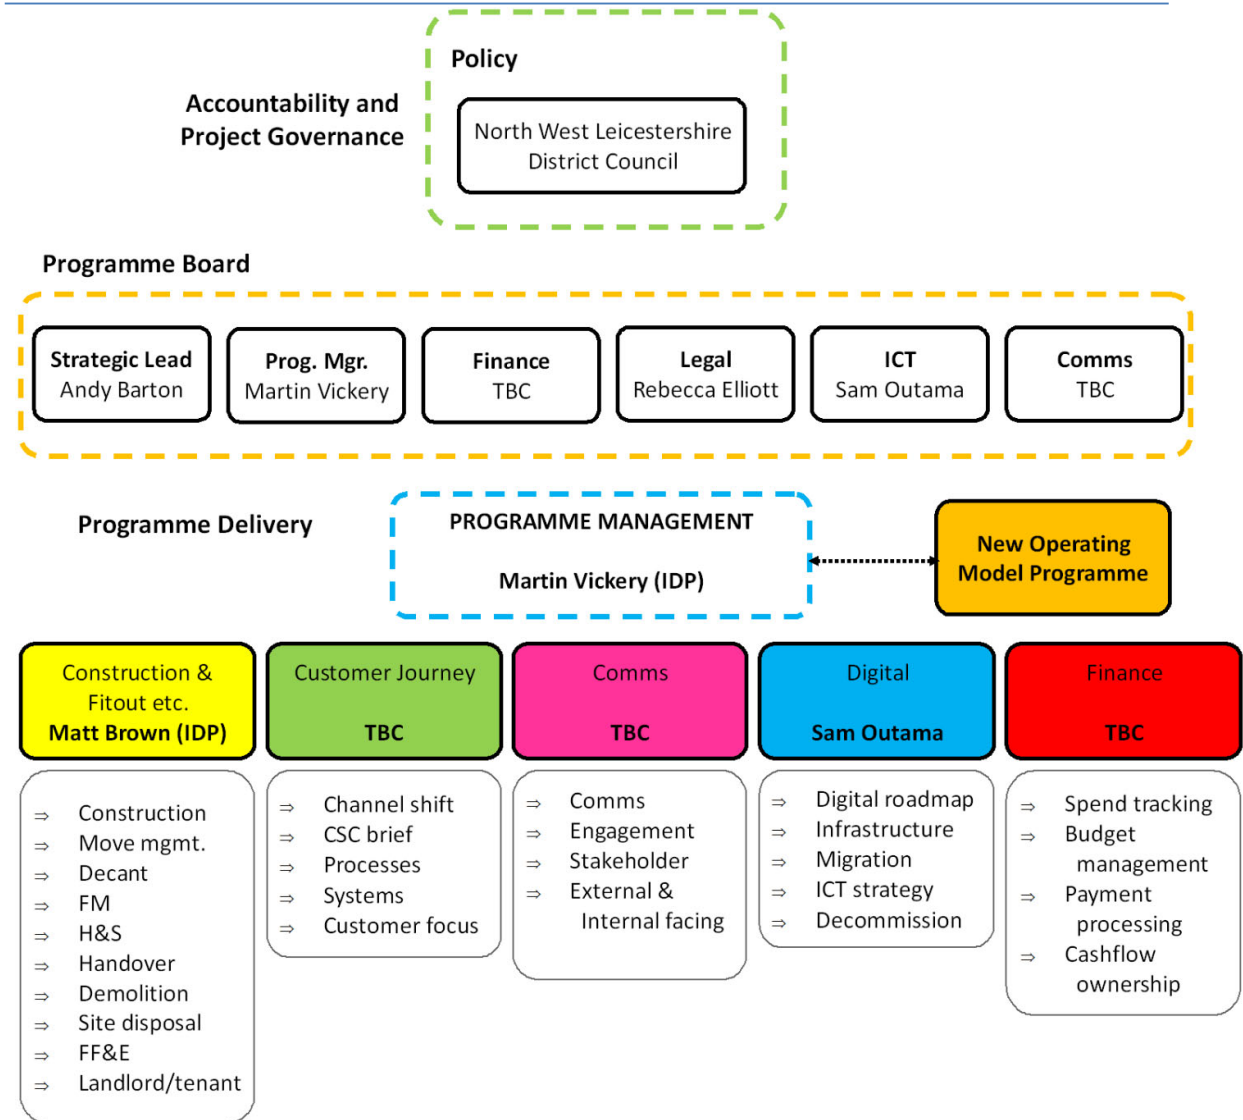 Policy
Accountability and
Project Governance
North West Leicestershire
District Council
Programme Board
Strategic Lead
Andy Barton
Prog. Mgr.
Martin Vickery
Finance
TBC
Legal
Rebecca Elliott
ICT
Sam Outama
Comms
TBC
Programme Delivery
PROGRAMME MANAGEMENT
Martin Vickery (IDP)
New Operating
Model Programme
Construction &
Fitout etc.
Matt Brown (IDP)
Customer Journey
TBC
Comms
TBC
Digital
Sam Outama
Finance
TBC
⇒ Construction
⇒ Move mgmt.
⇒ Decant
⇒ FM
⇒ H&S
⇒ Handover
⇒ Demolition
⇒ Site disposal
⇒ FF&E
⇒ Landlord/tenant
⇒ Channel shift
⇒ CSC brief
⇒ Processes
⇒ Systems
⇒ Customer focus
⇒ Comms
⇒ Engagement
⇒ Stakeholder
⇒ External &
Internal facing
⇒ Digital roadmap
⇒ Infrastructure
⇒ Migration
⇒ ICT strategy
⇒ Decommission
⇒ Spend tracking
⇒ Budget
management
⇒ Payment
processing
⇒ Cashflow
ownership